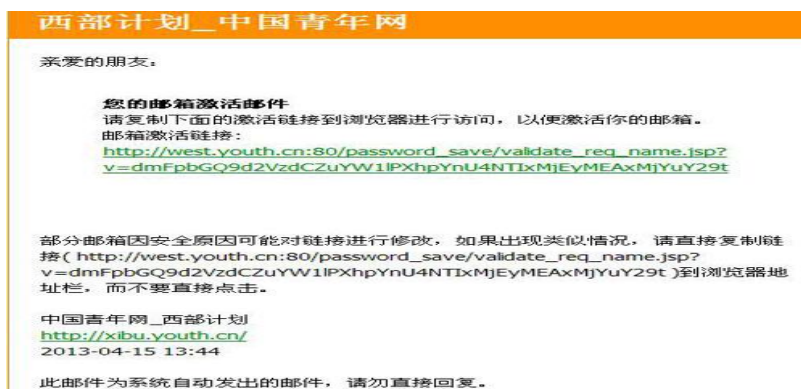 西部计划_中国青年网
亲爱的朋友：
您的邮箱激活邮件
请复制下面的激活链接到浏览器进行访问，以便激活你的邮箱。
邮箱激活链接：
http://west.youth.cn:80/password_save/validate_req_name.jsp?
v=dmFpbGQ9d2VzdCZuYW1lPXhpYnU4NTIxMjEyMEAxMjYuY29t
部分邮箱因安全原因可能对链接进行修改，如果出现类似情况，请直接复制链
接( http://west.youth.cn:80/password_save/validate_req_name.jsp?
v=dmFpbGQ9d2VzdCZuYW1lPXhpYnU4NTIxMjEyMEAxMjYuY29t )到浏览器地
址栏，而不要直接点击。
中国青年网_西部计划
http://xibu.youth.cn/
2013-04-15 13:44
此邮件为系统自动发出的邮件，请勿直接回复。